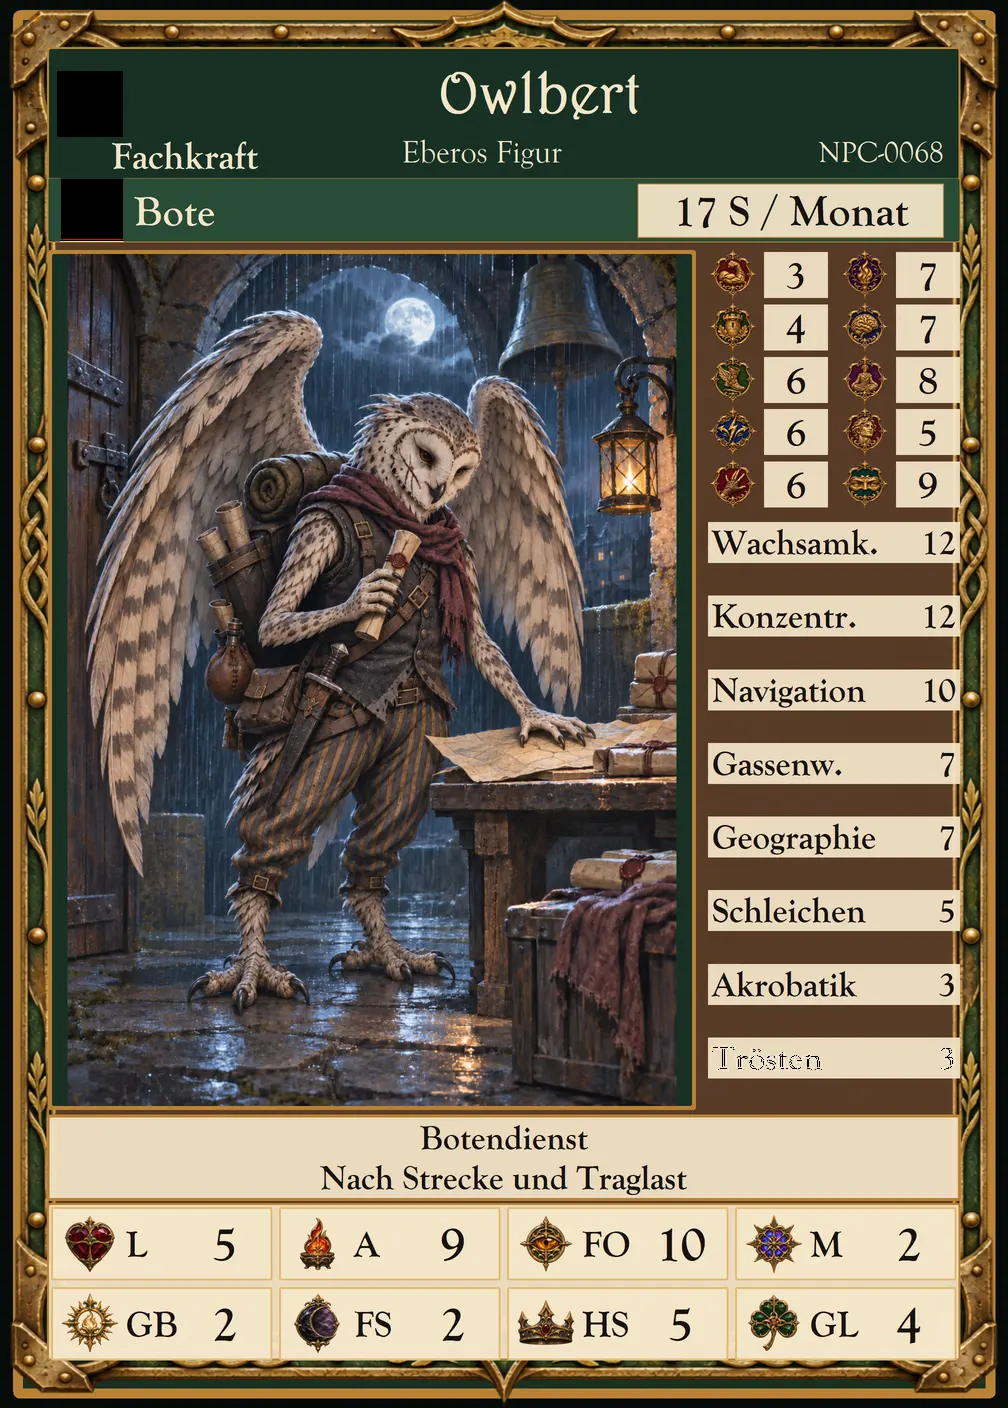 Owlbert
Fachkraft Eberos Figur NPC-0068
Bote 17 S / Monat
3 7
4 7
6 8
6 5
6 9
Wachsamk. 12
Konzentr. 12
Navigation 10
Gassenw. 7
Geographie 7
Schleichen 5
Akrobatik 3
Trösten 3
Botendienst
Nach Strecke und Traglast
L 5 A 9 FO 10 M 2
GB 2 FS 2 HS 5 GL 4